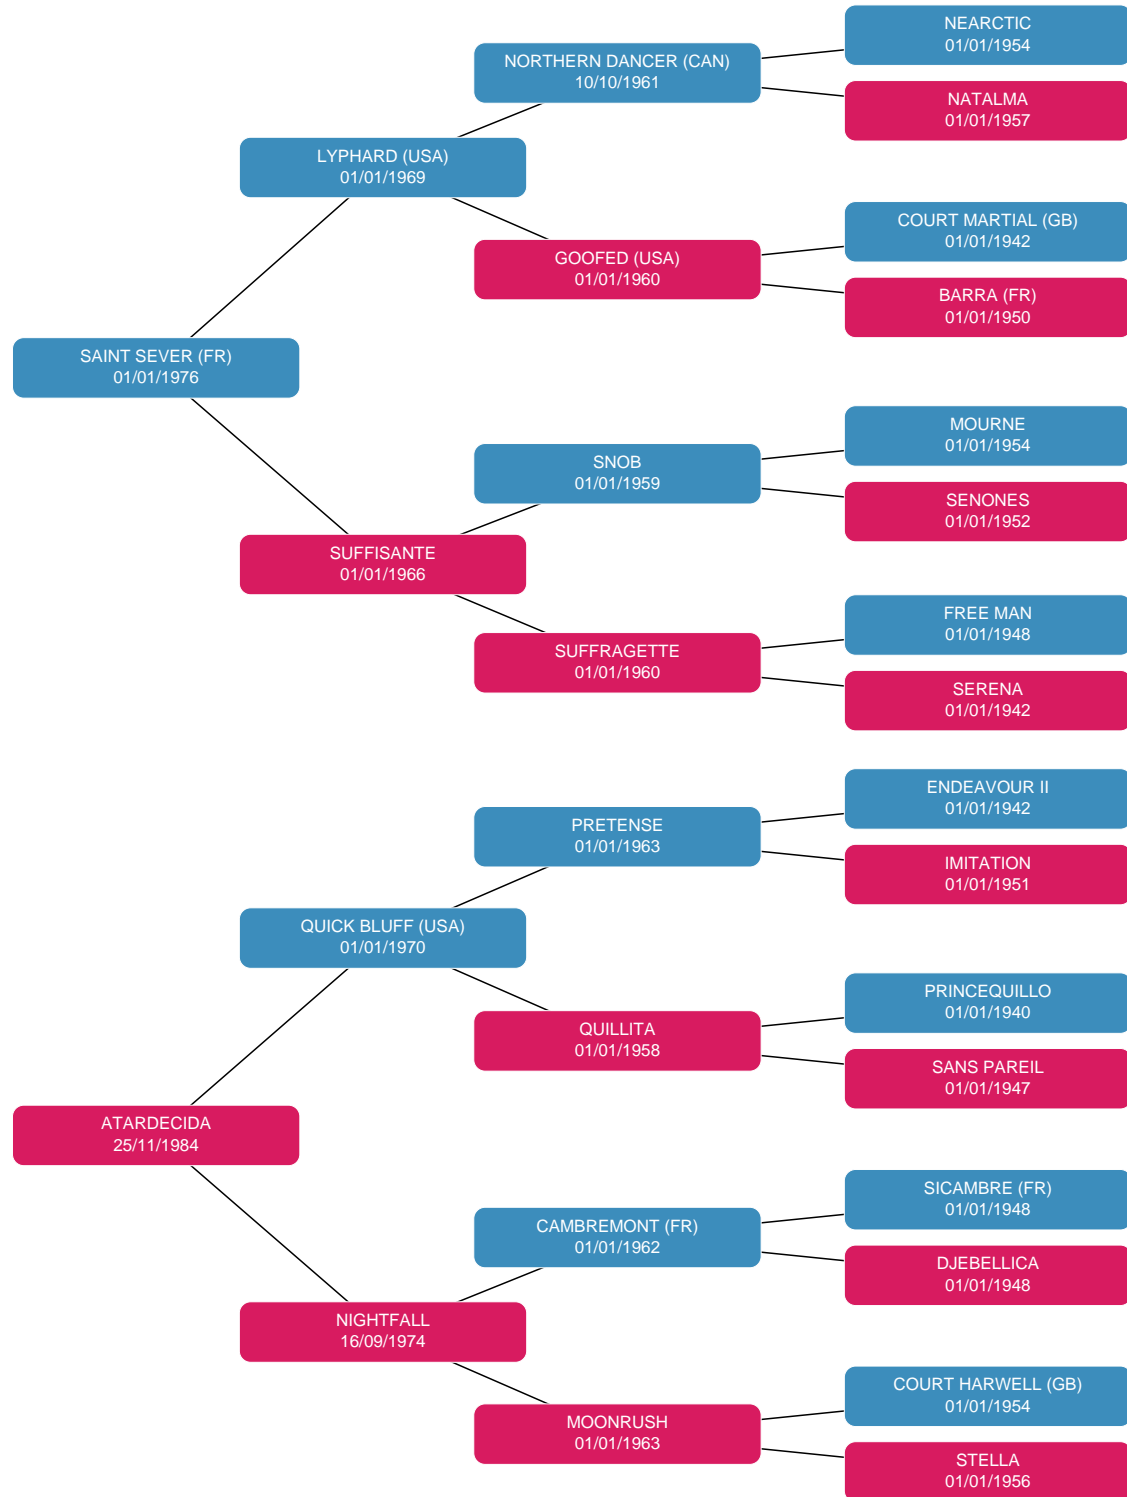 NEARCTIC
01/01/1954
NORTHERN DANCER (CAN)
10/10/1961
NATALMA
01/01/1957
LYPHARD (USA)
01/01/1969
COURT MARTIAL (GB)
01/01/1942
GOOFED (USA)
01/01/1960
BARRA (FR)
01/01/1950
SAINT SEVER (FR)
01/01/1976
MOURNE
01/01/1954
SNOB
01/01/1959
SENONES
01/01/1952
SUFFISANTE
01/01/1966
FREE MAN
01/01/1948
SUFFRAGETTE
01/01/1960
SERENA
01/01/1942
ENDEAVOUR II
01/01/1942
PRETENSE
01/01/1963
IMITATION
01/01/1951
QUICK BLUFF (USA)
01/01/1970
PRINCEQUILLO
01/01/1940
QUILLITA
01/01/1958
SANS PAREIL
01/01/1947
ATARDECIDA
25/11/1984
SICAMBRE (FR)
01/01/1948
CAMBREMONT (FR)
01/01/1962
DJEBELLICA
01/01/1948
NIGHTFALL
16/09/1974
COURT HARWELL (GB)
01/01/1954
MOONRUSH
01/01/1963
STELLA
01/01/1956